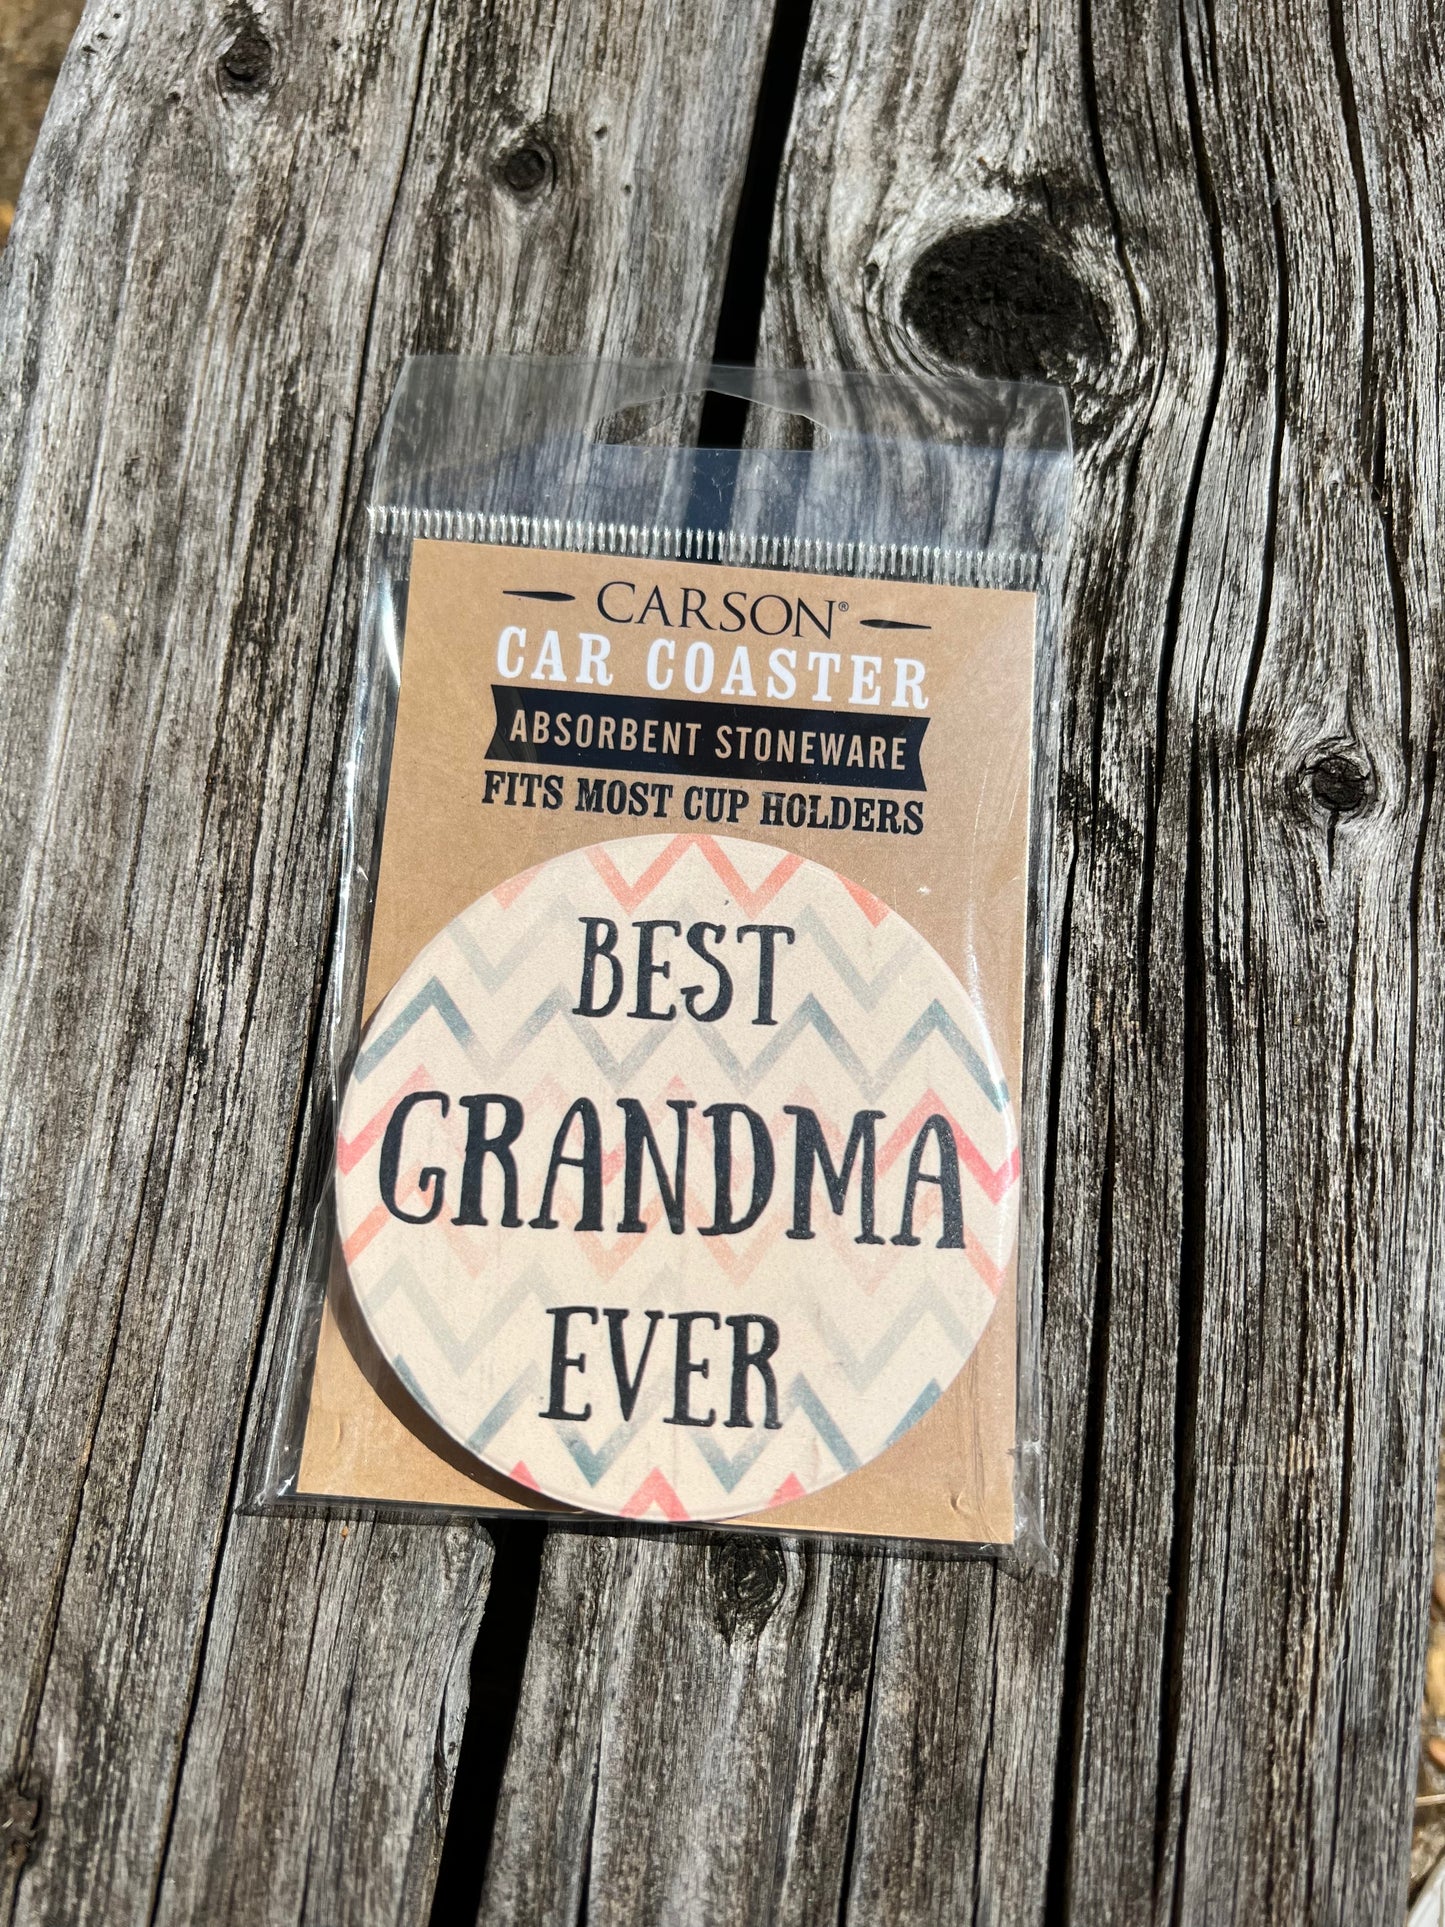 CARSON®
CAR COASTER
ABSORBENT STONEWARE
FITS MOST CUP HOLDERS
BEST
GRANDMA
EVER